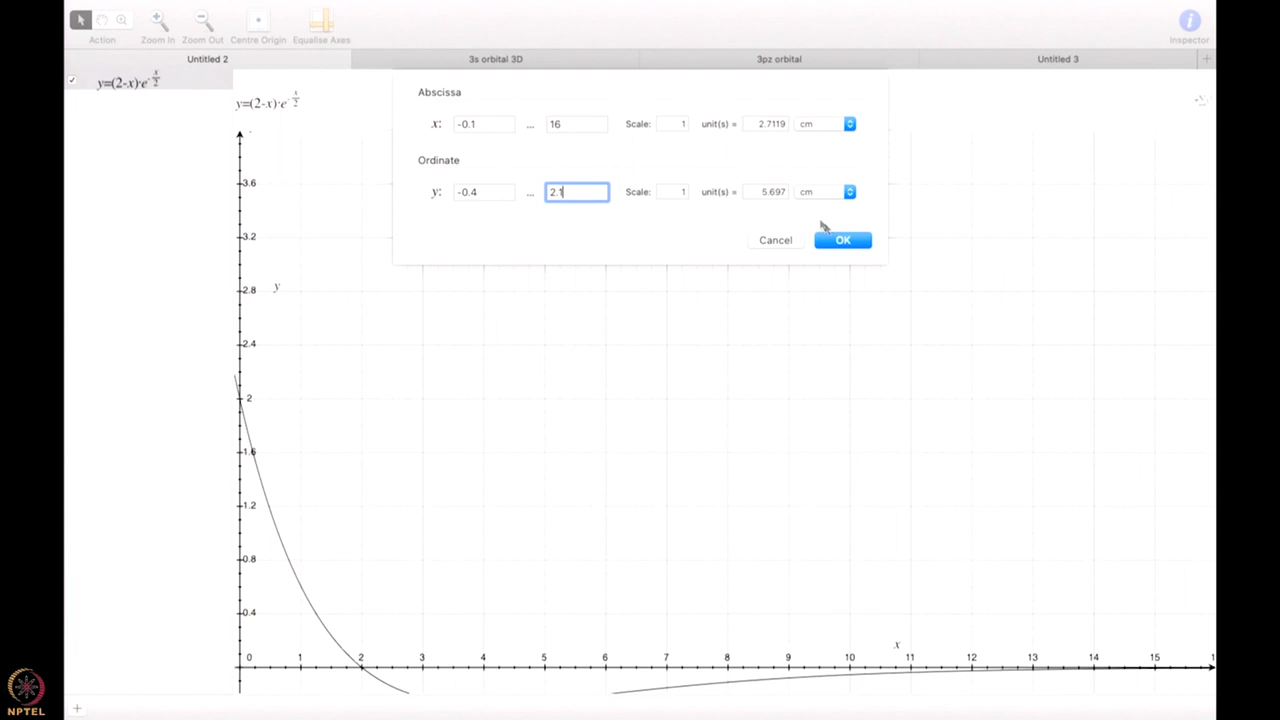 Action
Zoom In
Zoom Out
Centre Origin
Equalise Axes
Inspector
Untitled 2
3s orbital 3D
3pz orbital
Untitled 3
+
y=(2-x)·e^-x/2
y=(2-x)·e^-x/2
Abscissa
x: -0.1 ... 16 Scale: 1 unit(s) = 2.7119 cm
Ordinate
y: -0.4 ... 2.1 Scale: 1 unit(s) = 5.697 cm
Cancel
OK
3.6
3.2
2.8
y
2.4
2
1.6
1.2
0.8
0.4
x
0 1 2 3 4 5 6 7 8 9 10 11 12 13 14 15 1
+
NPTEL